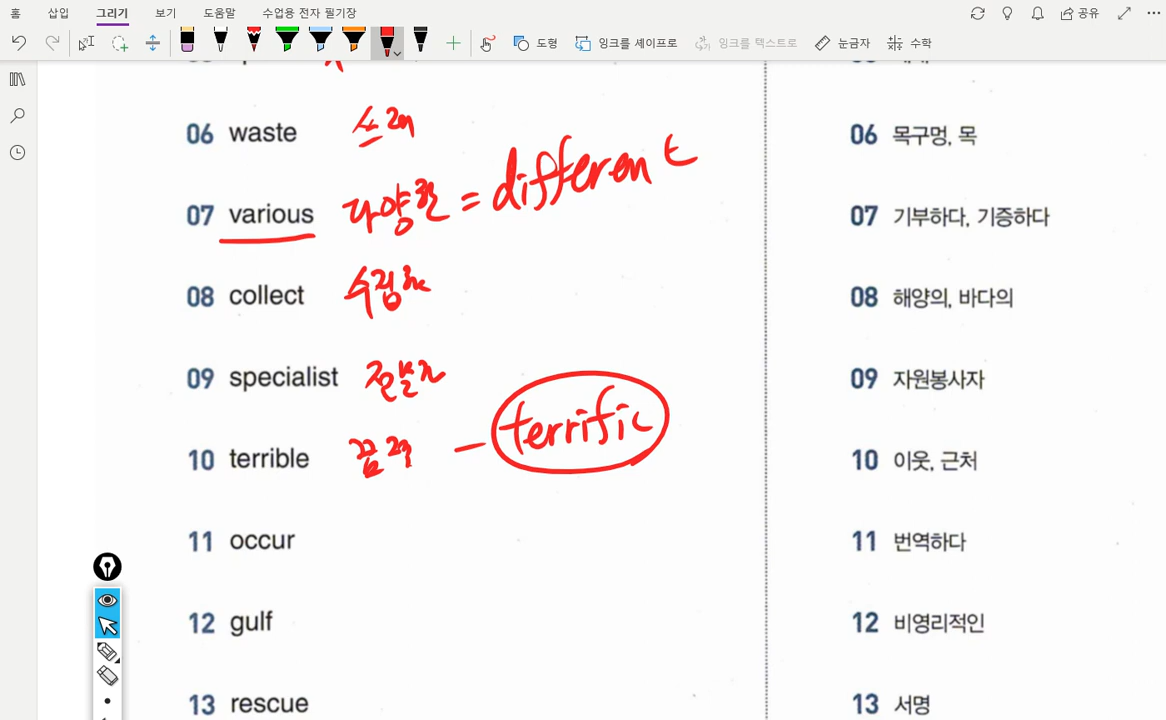 홈 삽입 그리기 보기 도움말 수업용 전자 필기장 공유
도형 잉크를 셰이프로 잉크를 텍스트로 눈금자 수학
06 waste 쓰레
07 various 다양한 = different
08 collect 수집하
09 specialist 전문가
10 terrible 끔찍 - terrific
11 occur
12 gulf
13 rescue
06 목구멍, 목
07 기부하다, 기증하다
08 해양의, 바다의
09 자원봉사자
10 이웃, 근처
11 번역하다
12 비영리적인
13 서명